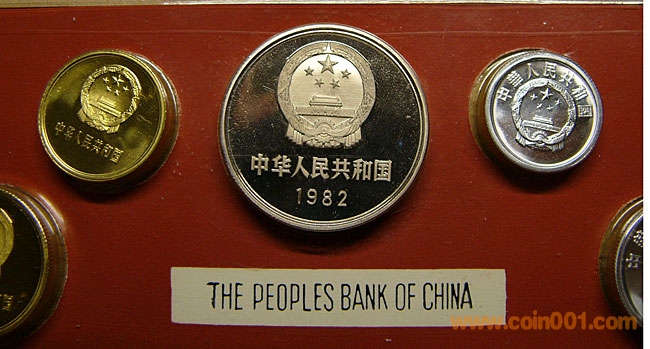 中华人民共和国
中华人民共和国
1982
中華人民共和国
THE PEOPLES BANK OF CHINA
www.coin001.com